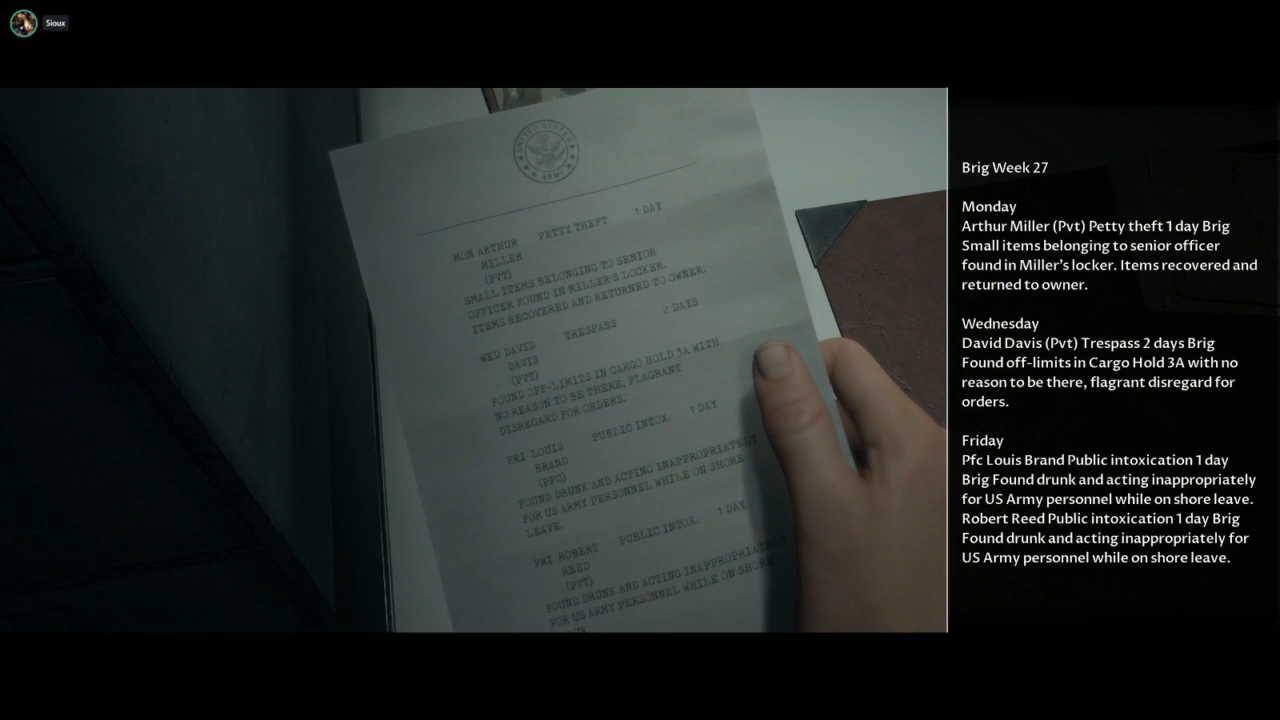 Sioux
UNITED STATES
ARMY
MON ARTHUR PETTY THEFT 1 DAY
MILLER
(PVT)
SMALL ITEMS BELONGING TO SENIOR
OFFICER FOUND IN MILLER'S LOCKER.
ITEMS RECOVERED AND RETURNED TO OWNER.
WED DAVID TRESPASS 2 DAYS
DAVIS
(PVT)
FOUND OFF-LIMITS IN CARGO HOLD 3A WITH
NO REASON TO BE THERE, FLAGRANT
DISREGARD FOR ORDERS.
FRI LOUIS PUBLIC INTOX. 1 DAY
BRAND
(PFC)
FOUND DRUNK AND ACTING INAPPROPRIATELY
FOR US ARMY PERSONNEL WHILE ON SHORE
LEAVE.
FRI ROBERT PUBLIC INTOX. 1 DAY
REED
(PVT)
FOUND DRUNK AND ACTING INAPPROPRIATELY
FOR US ARMY PERSONNEL WHILE ON SHORE
Brig Week 27
Monday
Arthur Miller (Pvt) Petty theft 1 day Brig
Small items belonging to senior officer
found in Miller's locker. Items recovered and
returned to owner.
Wednesday
David Davis (Pvt) Trespass 2 days Brig
Found off-limits in Cargo Hold 3A with no
reason to be there, flagrant disregard for
orders.
Friday
Pfc Louis Brand Public intoxication 1 day
Brig Found drunk and acting inappropriately
for US Army personnel while on shore leave.
Robert Reed Public intoxication 1 day Brig
Found drunk and acting inappropriately for
US Army personnel while on shore leave.